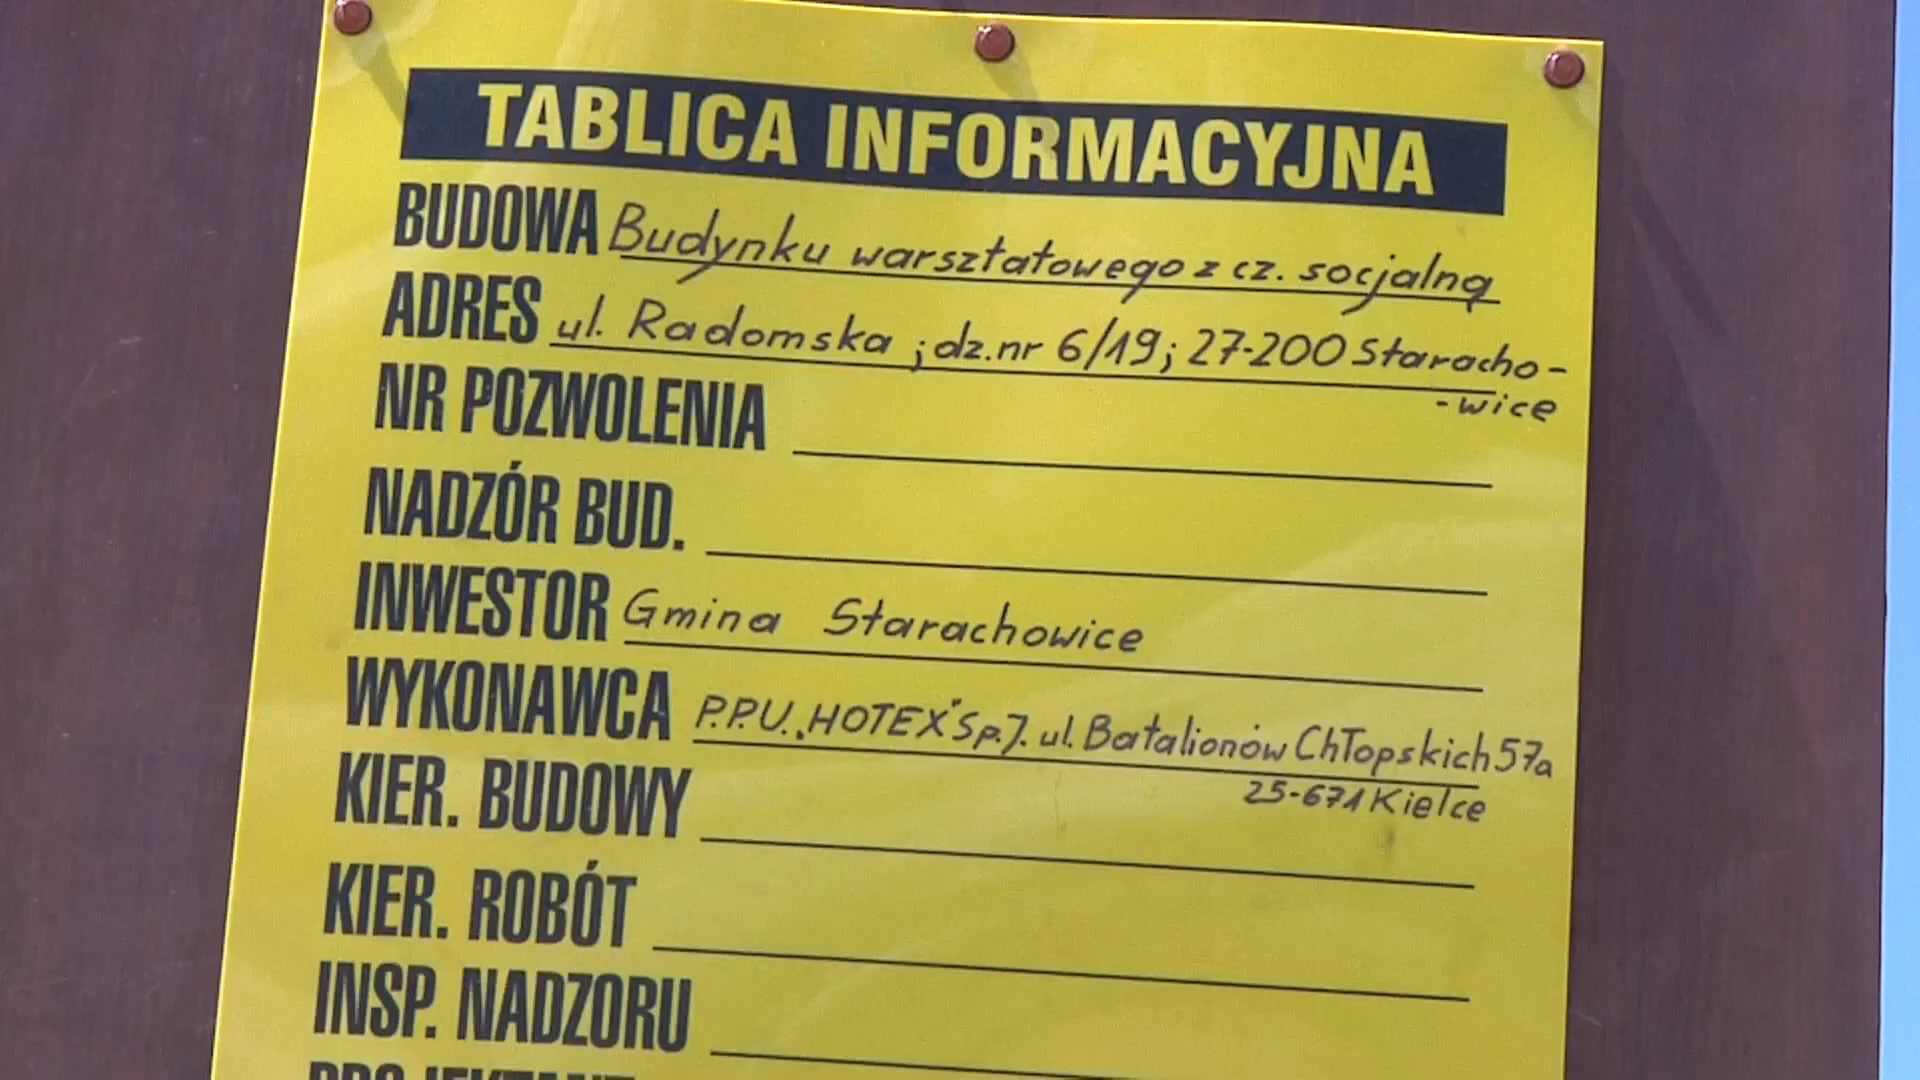 TABLICA INFORMACYJNA
BUDOWA Budynku warsztatowego z cz. socjalną
ADRES ul. Radomska ; dz.nr 6/19; 27-200 Staracho-
-wice
NR POZWOLENIA
NADZÓR BUD.
INWESTOR Gmina Starachowice
WYKONAWCA P.P.U. „HOTEX" Sp.J. ul. Batalionów Chłopskich 57a
25-671 Kielce
KIER. BUDOWY
KIER. ROBÓT
INSP. NADZORU
PROJEKTANT